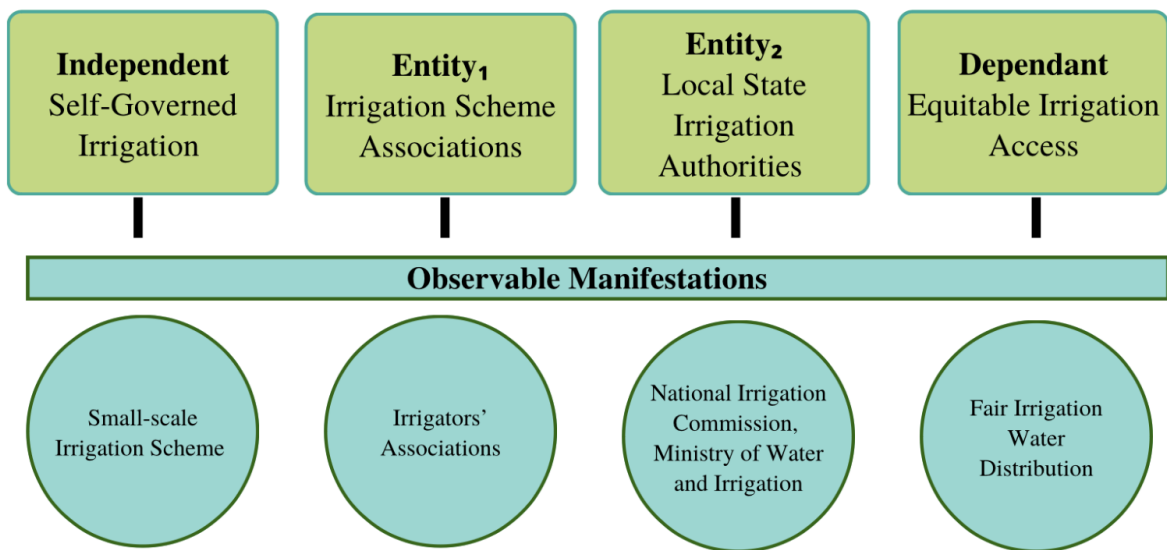 Independent
Self-Governed
Irrigation
Entity₁
Irrigation Scheme
Associations
Entity₂
Local State
Irrigation
Authorities
Dependant
Equitable Irrigation
Access
Observable Manifestations
Small-scale
Irrigation Scheme
Irrigators’
Associations
National Irrigation
Commission,
Ministry of Water
and Irrigation
Fair Irrigation
Water
Distribution